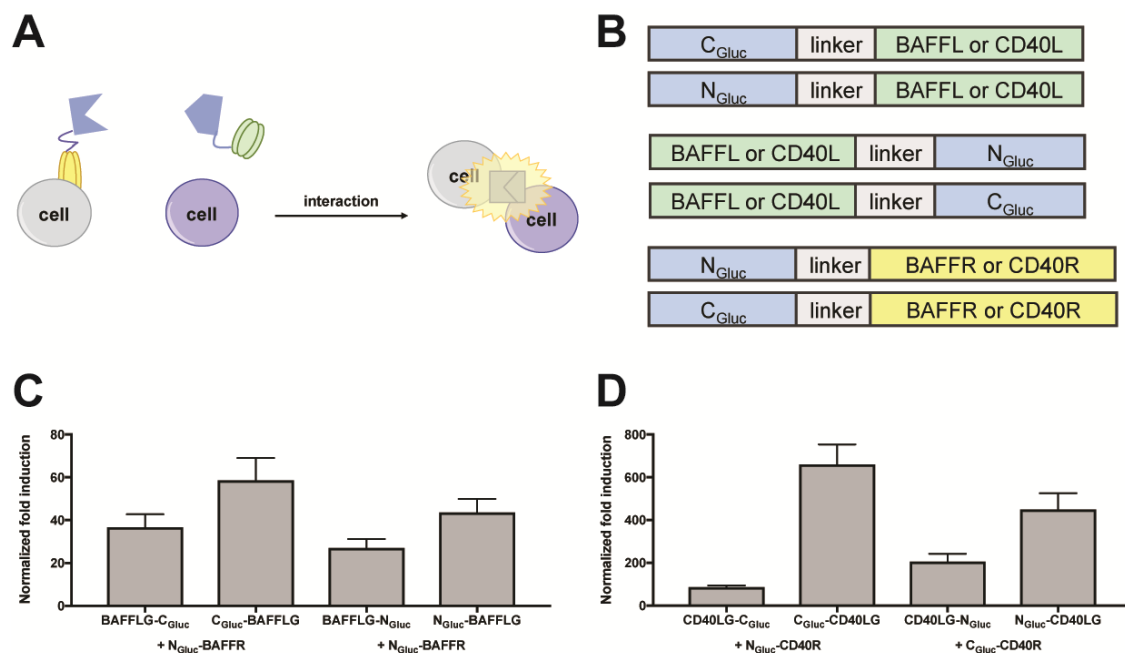 A
cell
cell
interaction
cell
cell
B
CGluc linker BAFFL or CD40L
NGluc linker BAFFL or CD40L
BAFFL or CD40L linker NGluc
BAFFL or CD40L linker CGluc
NGluc linker BAFFR or CD40R
CGluc linker BAFFR or CD40R
C
Normalized fold induction
80
60
40
20
0
BAFFLG-CGluc CGluc-BAFFLG BAFFLG-NGluc NGluc-BAFFLG
+ NGluc-BAFFR + NGluc-BAFFR
D
Normalized fold induction
800
600
400
200
0
CD40LG-CGluc CGluc-CD40LG CD40LG-NGluc NGluc-CD40LG
+ NGluc-CD40R + CGluc-CD40R